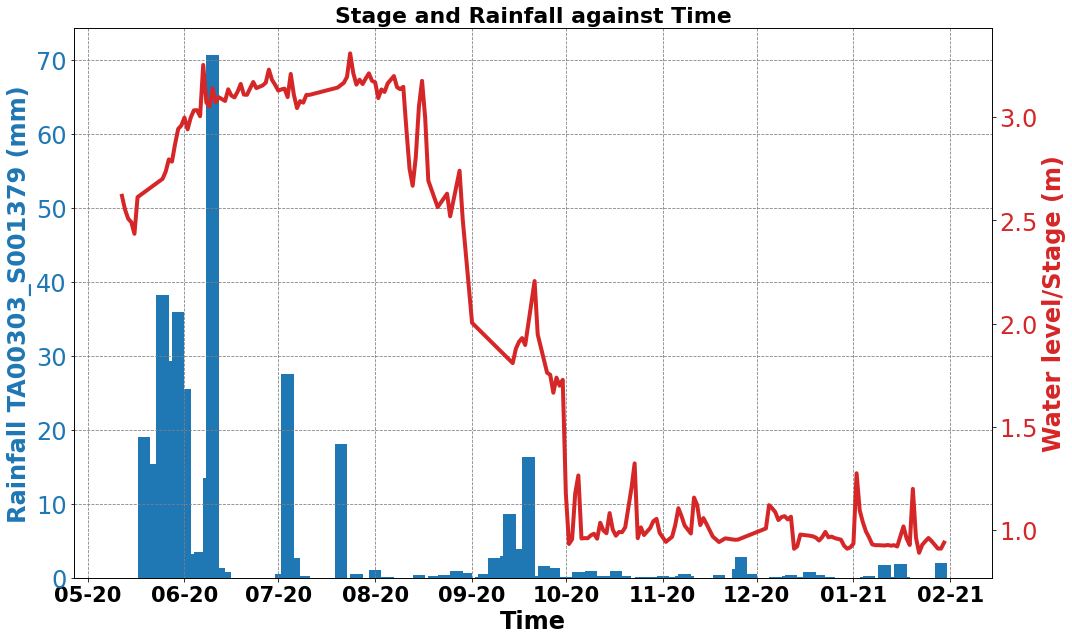 Stage and Rainfall against Time
Rainfall TA00303_S001379 (mm)
70
60
50
40
30
20
10
0
Water level/Stage (m)
3.0
2.5
2.0
1.5
1.0
05-20 06-20 07-20 08-20 09-20 10-20 11-20 12-20 01-21 02-21
Time